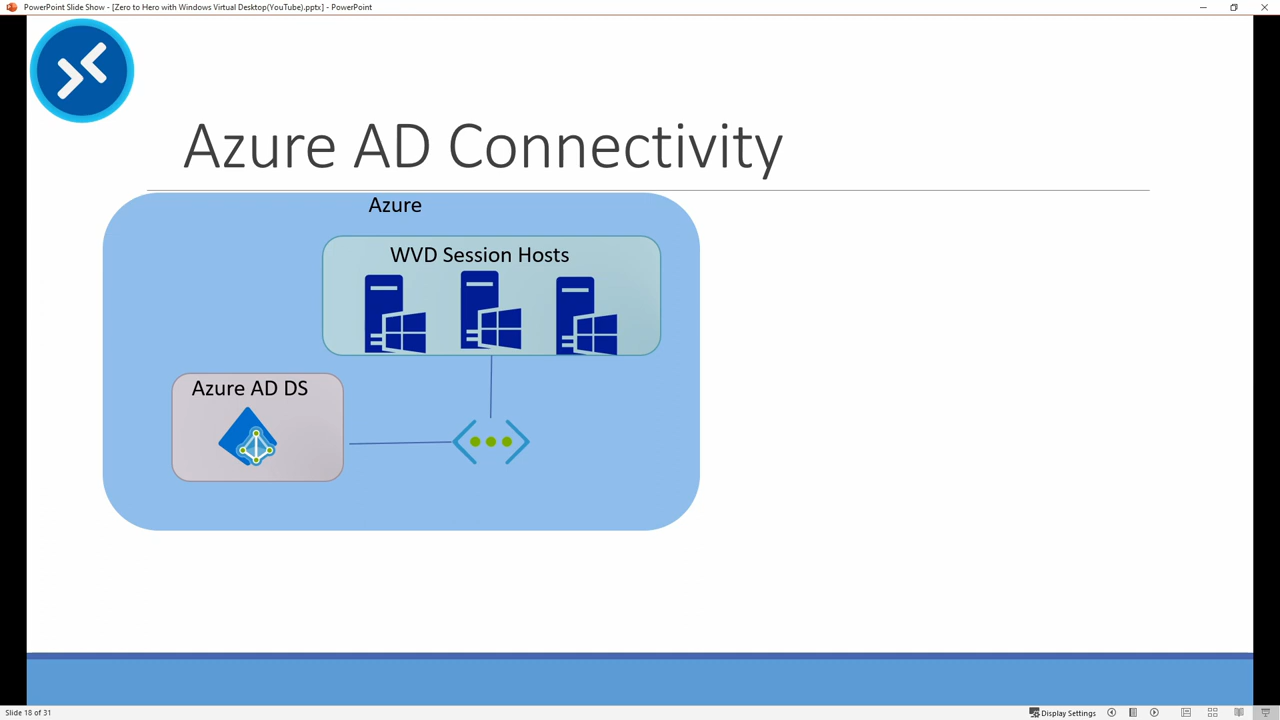 PowerPoint Slide Show - [Zero to Hero with Windows Virtual Desktop(YouTube).pptx] - PowerPoint
Azure AD Connectivity
Azure
WVD Session Hosts
Azure AD DS
Slide 18 of 31
Display Settings